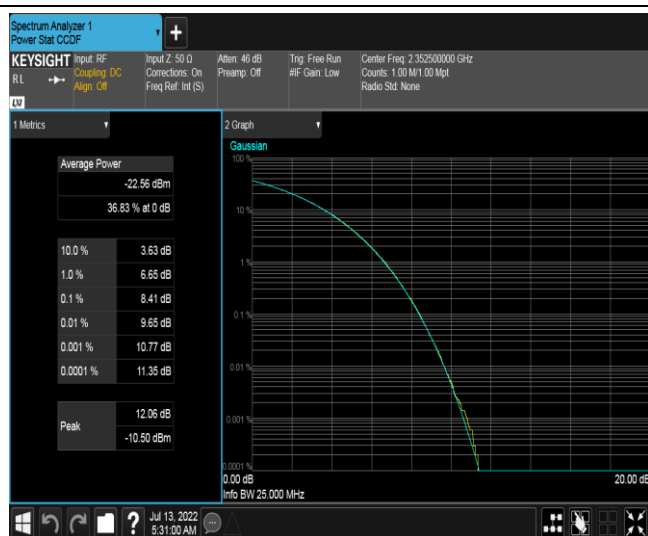 Spectrum Analyzer 1
Power Stat CCDF
+
KEYSIGHT
RL
LXI
Input: RF
Coupling: DC
Align: Off
Input Z: 50 Ω
Corrections: On
Freq Ref: Int (S)
Atten: 46 dB
Preamp: Off
Trig: Free Run
#IF Gain: Low
Center Freq: 2.352500000 GHz
Counts: 1.00 M/1.00 Mpt
Radio Std: None
1 Metrics
Average Power
-22.56 dBm
36.83 % at 0 dB
10.0 % 3.63 dB
1.0 % 6.65 dB
0.1 % 8.41 dB
0.01 % 9.65 dB
0.001 % 10.77 dB
0.0001 % 11.35 dB
Peak
12.06 dB
-10.50 dBm
2 Graph
Gaussian
100 %
10 %
1 %
0.1 %
0.01 %
0.001 %
0.0001 %
0.00 dB 20.00 dB
Info BW 25.000 MHz
?
Jul 13, 2022
5:31:00 AM